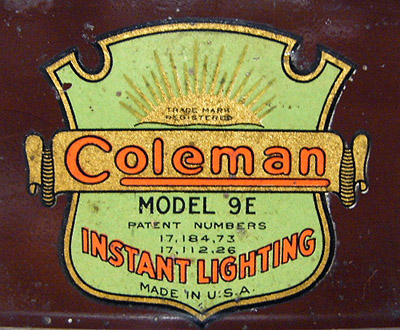 TRADE MARK
REGISTERED
Coleman
MODEL 9E
PATENT NUMBERS
17,184,73
17,112,26
INSTANT LIGHTING
MADE IN U.S.A.